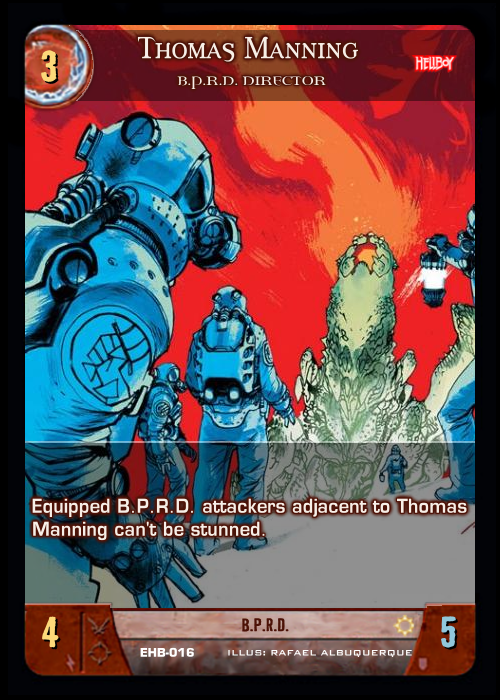 3
Thomas Manning
HELLBOY
B.P.R.D. DIRECTOR
Equipped B.P.R.D. attackers adjacent to Thomas
Manning can't be stunned.
4
B.P.R.D.
5
EHB-016 ILLUS: RAFAEL ALBUQUERQUE